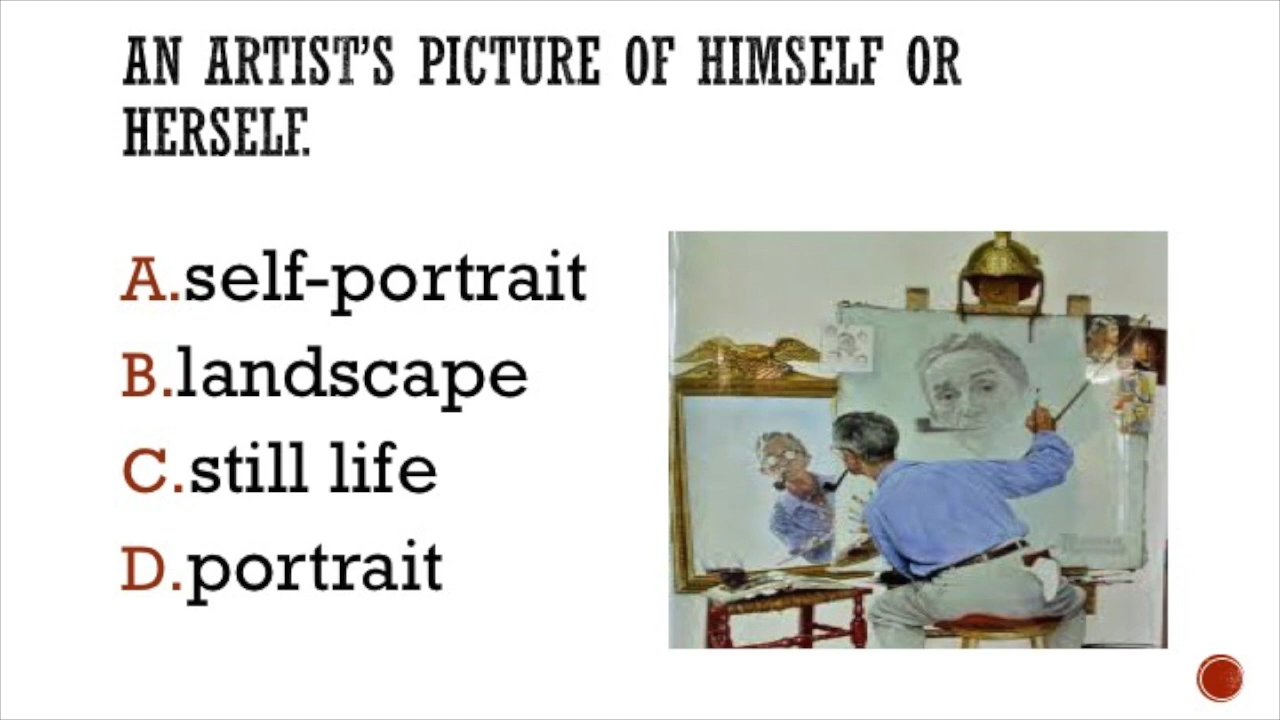 AN ARTIST'S PICTURE OF HIMSELF OR
HERSELF.
A.self-portrait
B.landscape
C.still life
D.portrait